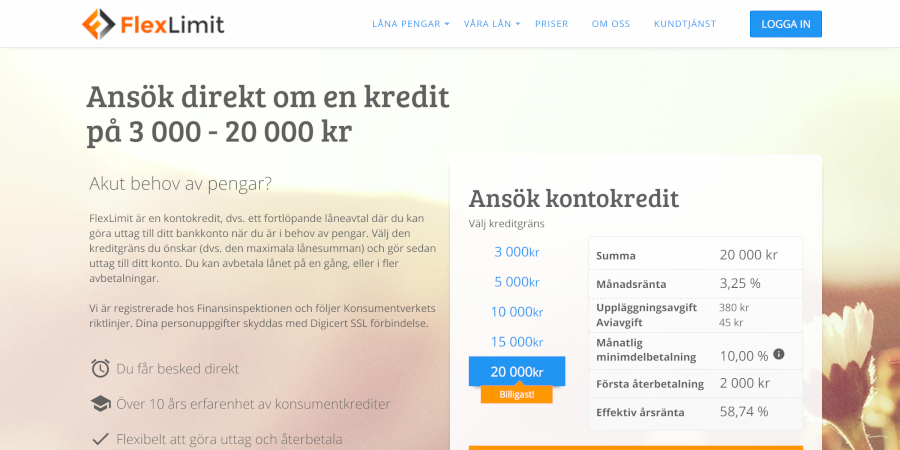 FlexLimit
LÅNA PENGAR
VÅRA LÅN
PRISER
OM OSS
KUNDTJÄNST
LOGGA IN
Ansök direkt om en kredit
på 3 000 - 20 000 kr
Akut behov av pengar?
FlexLimit är en kontokredit, dvs. ett fortlöpande låneavtal där du kan
göra uttag till ditt bankkonto när du är i behov av pengar. Välj den
kreditgräns du önskar (dvs. den maximala lånesumman) och gör sedan
uttag till ditt konto. Du kan avbetala lånet på en gång, eller i fler
avbetalningar.
Vi är registrerade hos Finansinspektionen och följer Konsumentverkets
riktlinjer. Dina personuppgifter skyddas med Digicert SSL förbindelse.
Du får besked direkt
Över 10 års erfarenhet av konsumentkrediter
Flexibelt att göra uttag och återbetala
Ansök kontokredit
Välj kreditgräns
3 000kr
5 000kr
10 000kr
15 000kr
20 000kr
Billigast!
Summa 20 000 kr
Månadsränta 3,25 %
Uppläggningsavgift 380 kr
Aviavgift 45 kr
Månatlig
minimdelbetalning 10,00 %
Första återbetalning 2 000 kr
Effektiv årsränta 58,74 %